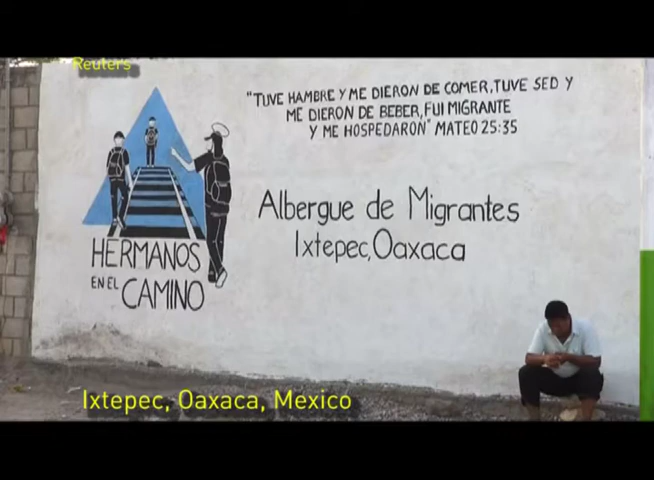 Reuters
"TUVE HAMBRE Y ME DIERON DE COMER, TUVE SED Y
ME DIERON DE BEBER, FUI MIGRANTE
Y ME HOSPEDARON" MATEO 25:35
Albergue de Migrantes
Ixtepec, Oaxaca
HERMANOS
EN EL CAMINO
Ixtepec, Oaxaca, Mexico